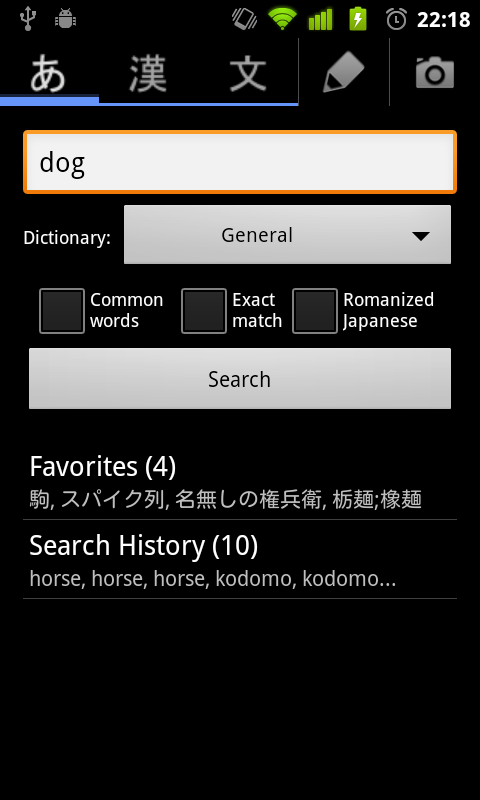 22:18
あ 漢 文
dog
Dictionary: General
Common words
Exact match
Romanized Japanese
Search
Favorites (4)
駒, スパイク列, 名無しの権兵衛, 栃麺;橡麺
Search History (10)
horse, horse, horse, kodomo, kodomo...